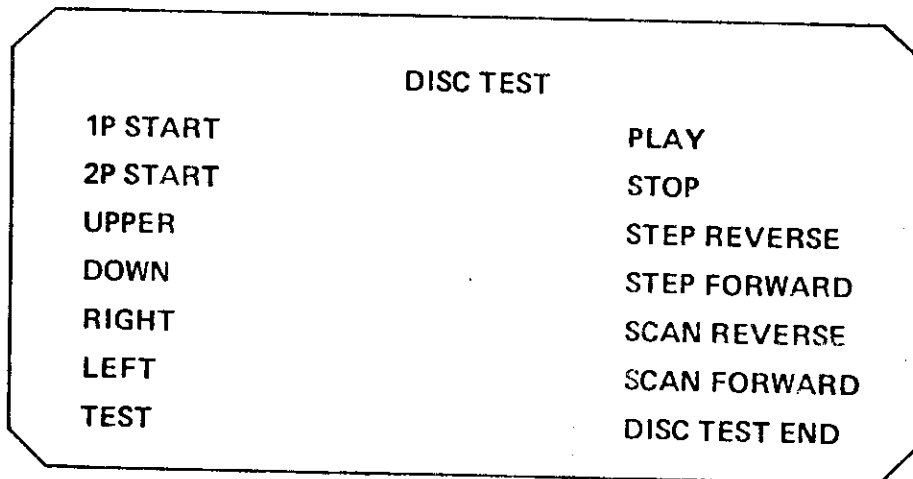 DISC TEST
1P START PLAY
2P START STOP
UPPER STEP REVERSE
DOWN STEP FORWARD
RIGHT SCAN REVERSE
LEFT SCAN FORWARD
TEST DISC TEST END